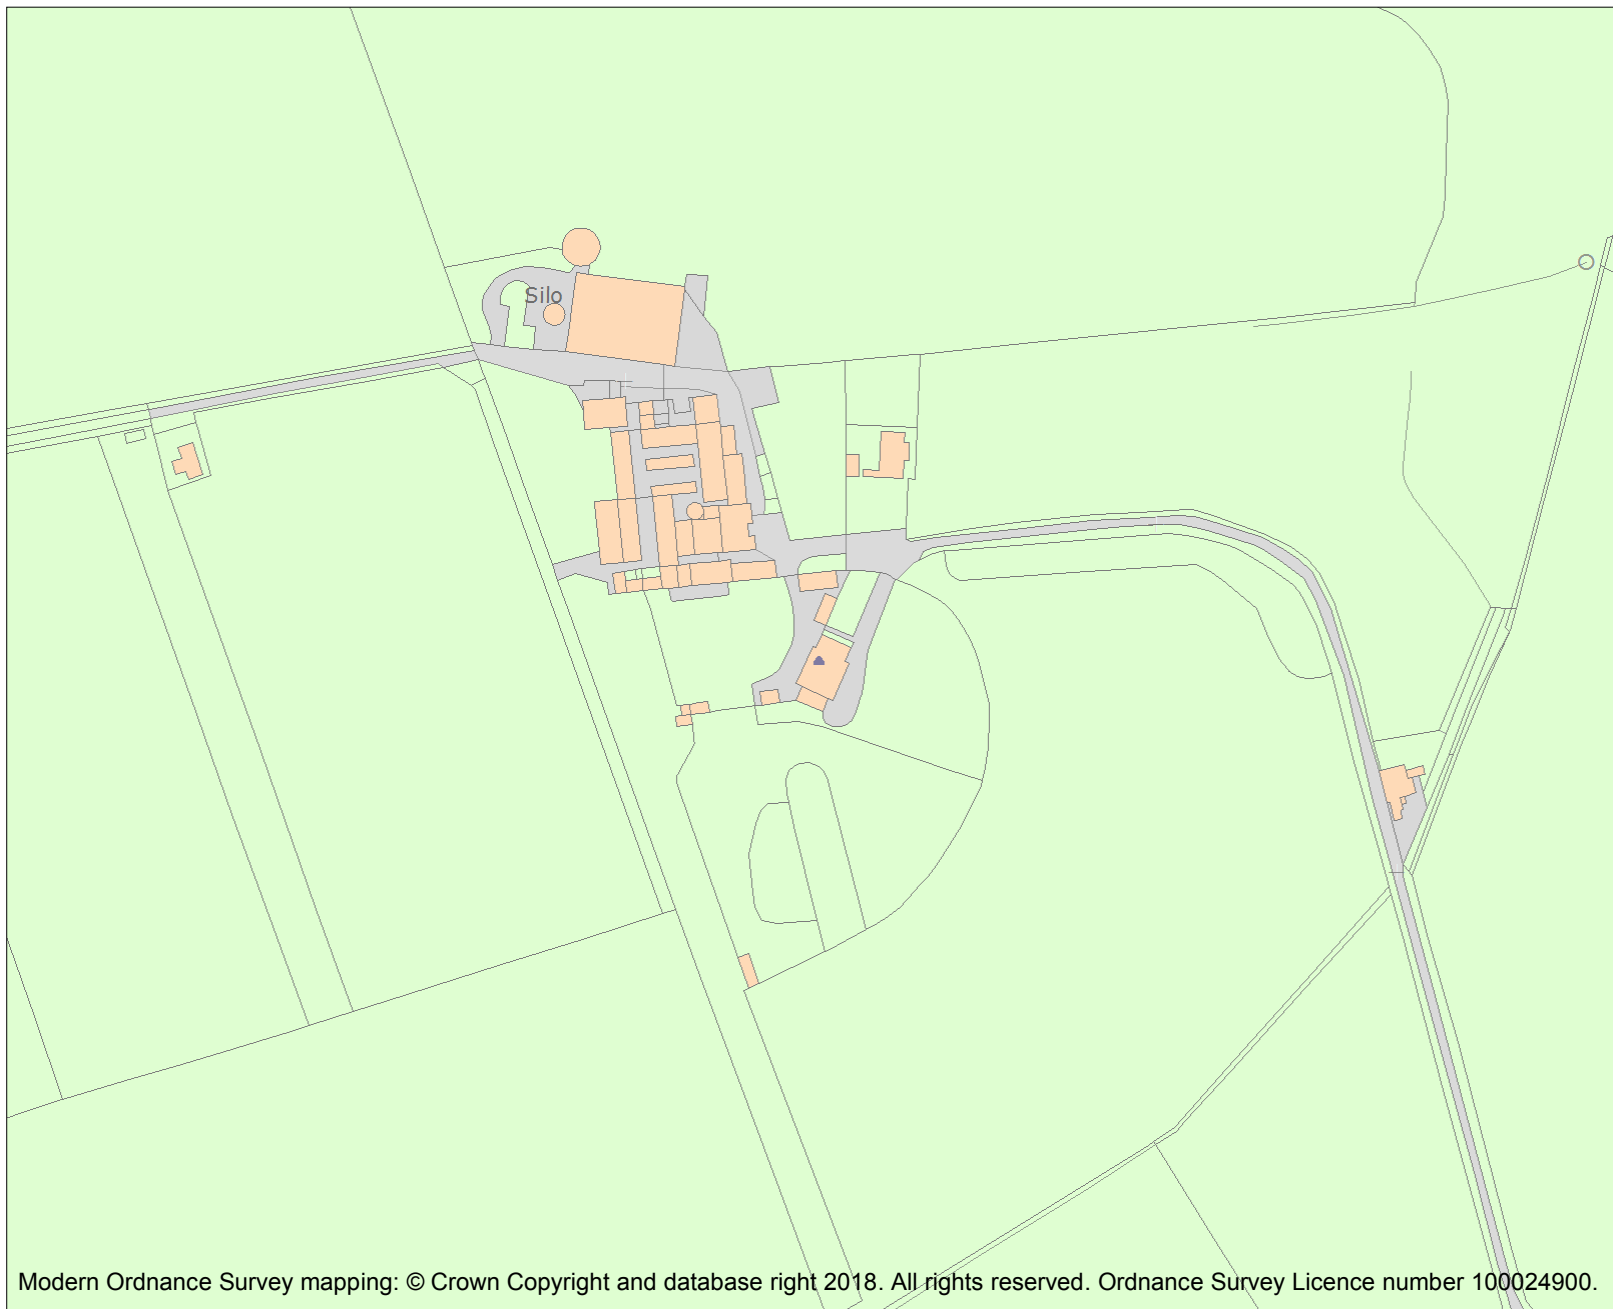 Silo
Modern Ordnance Survey mapping: © Crown Copyright and database right 2018. All rights reserved. Ordnance Survey Licence number 100024900.